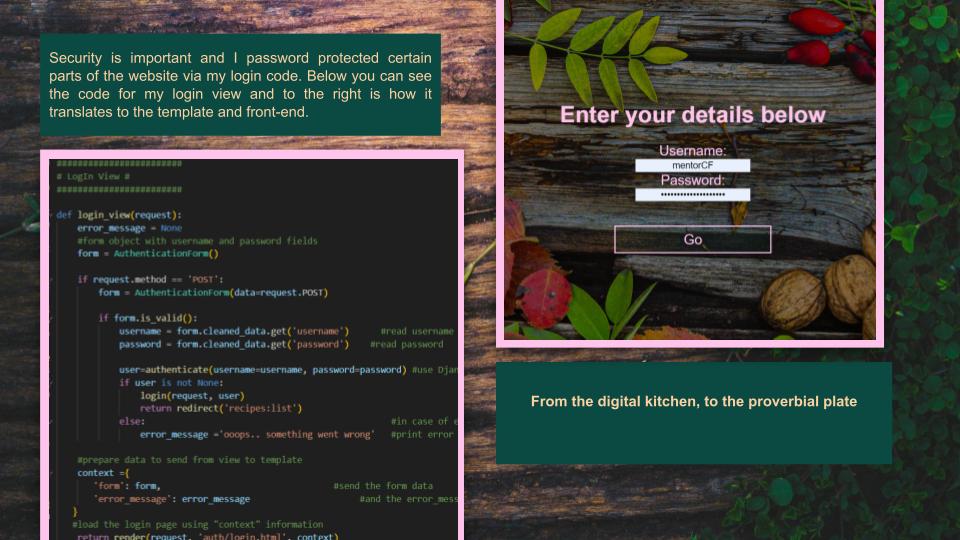 Security is important and I password protected certain
parts of the website via my login code. Below you can see
the code for my login view and to the right is how it
translates to the template and front-end.
########################
# LogIn View #
########################
def login_view(request):
error_message = None
#form object with username and password fields
form = AuthenticationForm()
if request.method == 'POST':
form = AuthenticationForm(data=request.POST)
if form.is_valid():
username = form.cleaned_data.get('username') #read username
password = form.cleaned_data.get('password') #read password
user=authenticate(username=username, password=password) #use Djan
if user is not None:
login(request, user)
return redirect('recipes:list')
else: #in case of e
error_message ='ooops.. something went wrong' #print error
#prepare data to send from view to template
context ={
'form': form, #send the form data
'error_message': error_message #and the error_mess
}
#load the login page using "context" information
return render(request, 'auth/login.html', context)
Enter your details below
Username:
mentorCF
Password:
Go
From the digital kitchen, to the proverbial plate